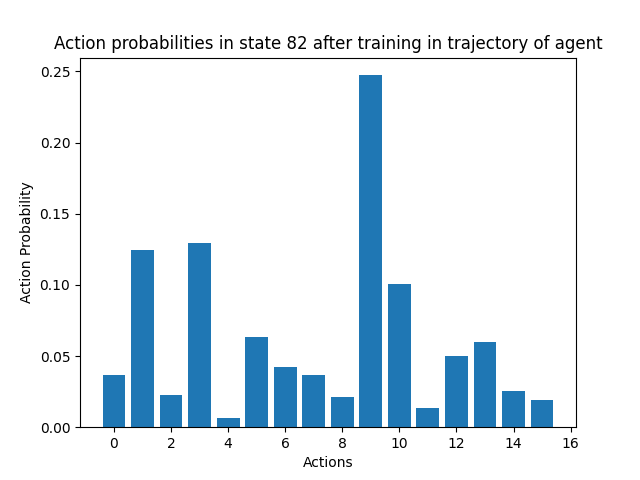 Action probabilities in state 82 after training in trajectory of agent
0.25
0.20
0.15
0.10
0.05
0.00
Action Probability
0 2 4 6 8 10 12 14 16
Actions